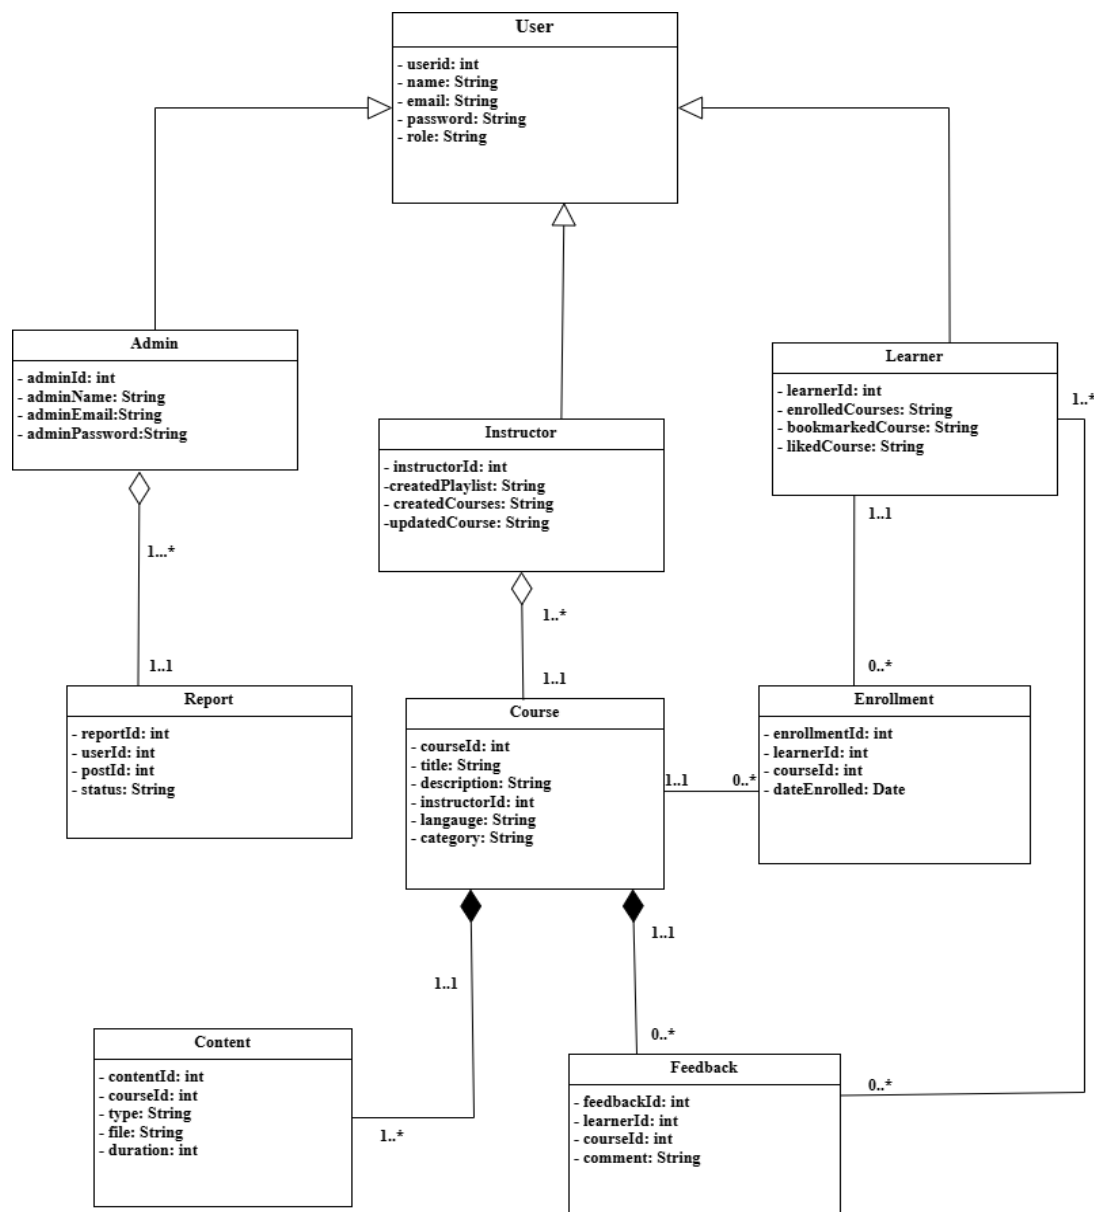 User
- userid: int
- name: String
- email: String
- password: String
- role: String
Admin
- adminId: int
- adminName: String
- adminEmail:String
- adminPassword:String
Learner
- learnerId: int
- enrolledCourses: String
- bookmarkedCourse: String
- likedCourse: String
1..*
Instructor
- instructorId: int
-createdPlaylist: String
- createdCourses: String
-updatedCourse: String
1..1
1...*
1..*
1..1
1..1
0..*
Report
- reportId: int
- userId: int
- postId: int
- status: String
Course
- courseId: int
- title: String
- description: String
- instructorId: int
- langauge: String
- category: String
1..1
0..*
Enrollment
- enrollmentId: int
- learnerId: int
- courseId: int
- dateEnrolled: Date
1..1
1..1
0..*
Content
- contentId: int
- courseId: int
- type: String
- file: String
- duration: int
1..*
Feedback
- feedbackId: int
- learnerId: int
- courseId: int
- comment: String
0..*